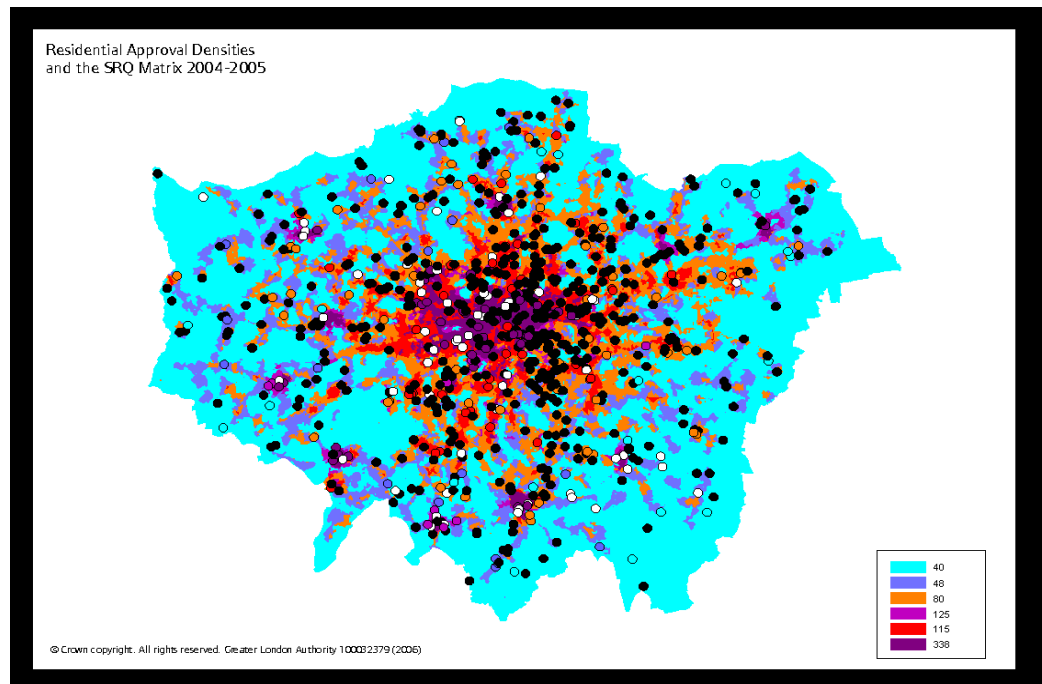 Residential Approval Densities
and the SRQ Matrix 2004-2005
40
48
80
125
115
338
© Crown copyright. All rights reserved. Greater London Authority 100032379 (2006)